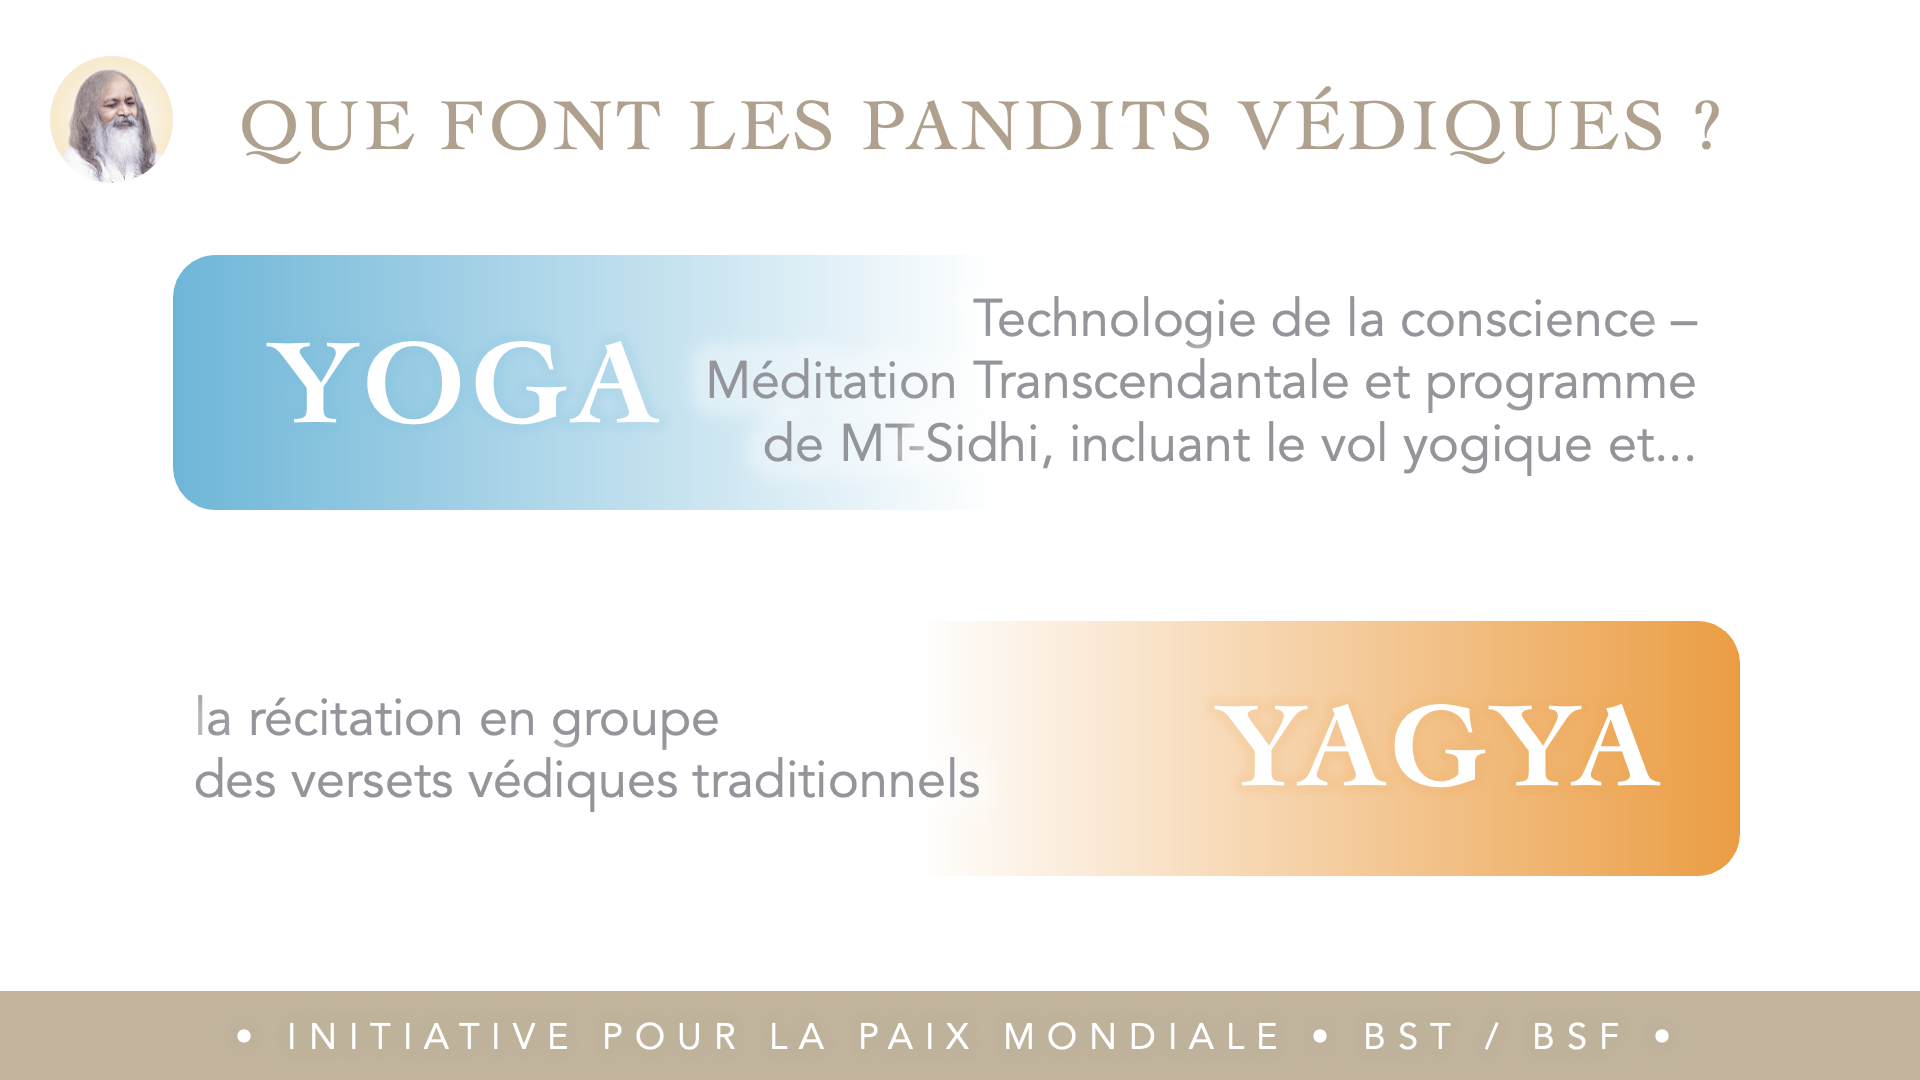 QUE FONT LES PANDITS VÉDIQUES ?
YOGA
Technologie de la conscience –
Méditation Transcendantale et programme
de MT-Sidhi, incluant le vol yogique et...
la récitation en groupe
des versets védiques traditionnels
YAGYA
• INITIATIVE POUR LA PAIX MONDIALE • BST / BSF •